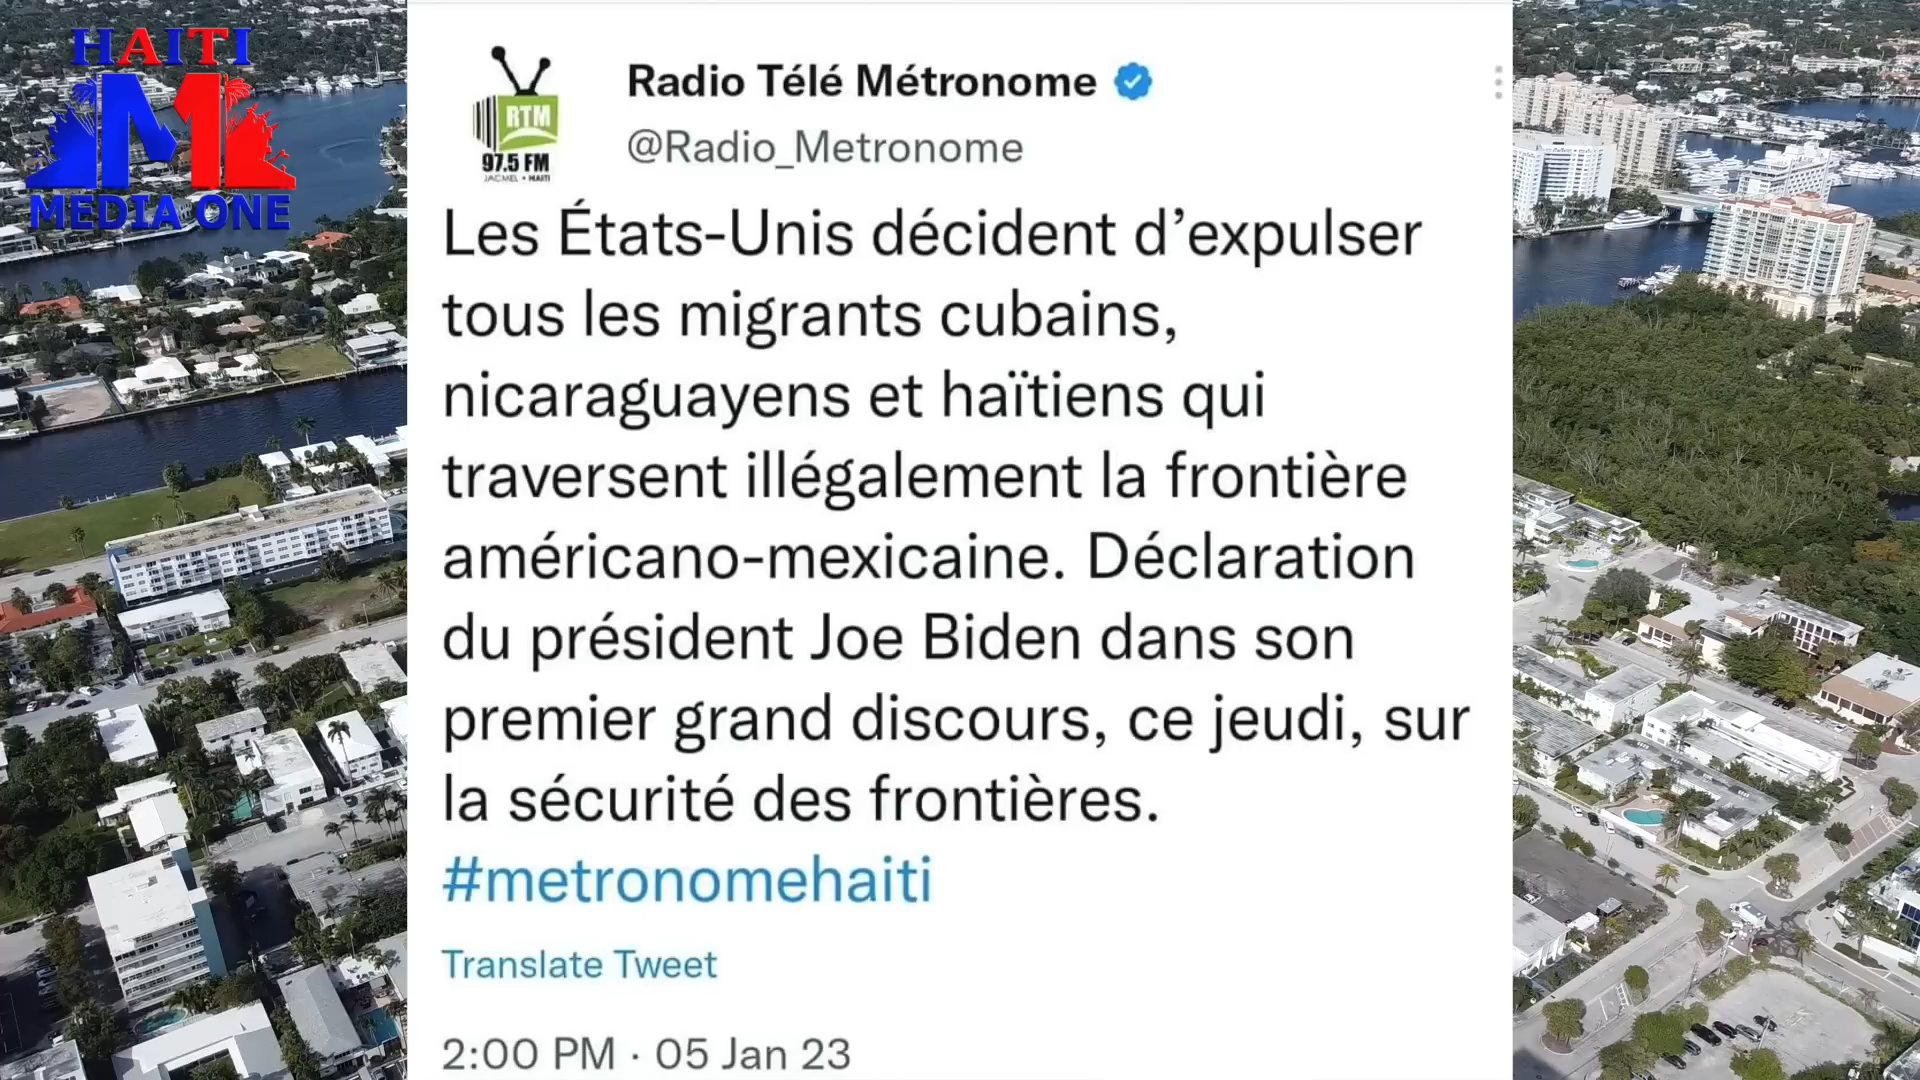 HAITI
M
MEDIA ONE
RTM
97.5 FM
JACMEL • HAITI
Radio Télé Métronome
@Radio_Metronome
Les États-Unis décident d’expulser
tous les migrants cubains,
nicaraguayens et haïtiens qui
traversent illégalement la frontière
américano-mexicaine. Déclaration
du président Joe Biden dans son
premier grand discours, ce jeudi, sur
la sécurité des frontières.
#metronomehaiti
Translate Tweet
2:00 PM · 05 Jan 23